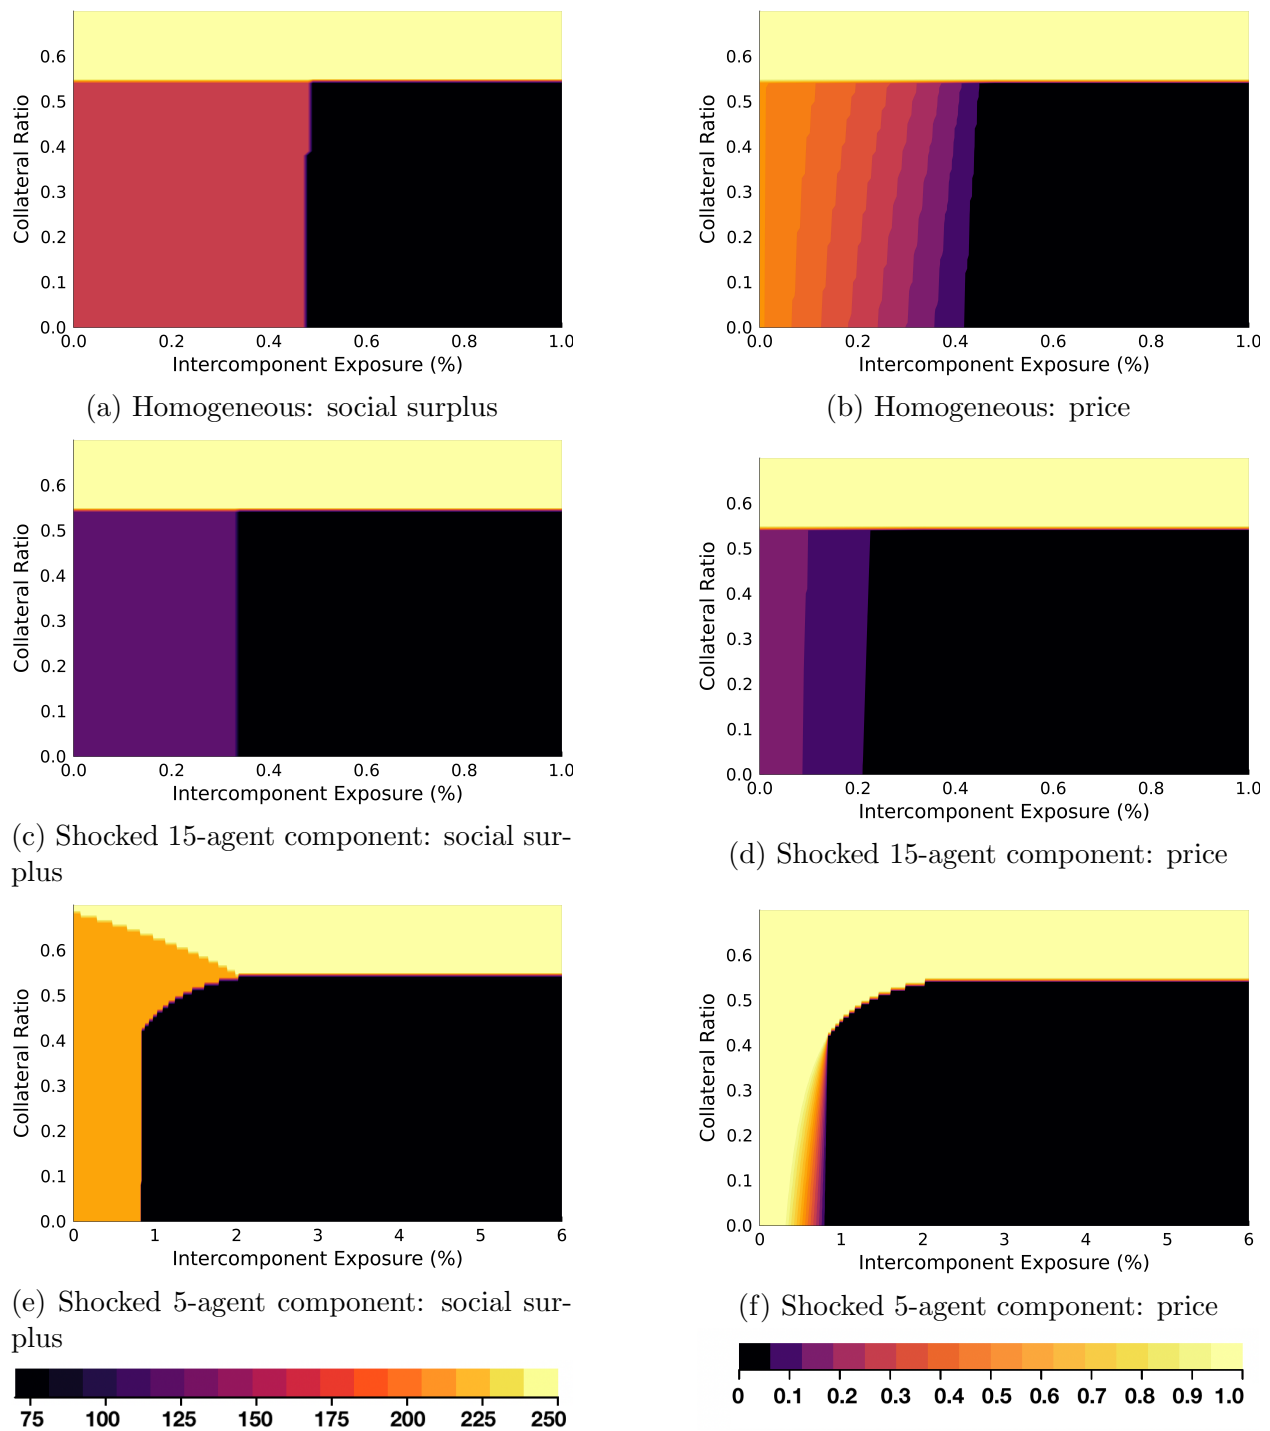 0.6
0.5
0.4
0.3
0.2
0.1
0.0
Collateral Ratio
0.0 0.2 0.4 0.6 0.8 1.0
Intercomponent Exposure (%)
(a) Homogeneous: social surplus
0.6
0.5
0.4
0.3
0.2
0.1
0.0
Collateral Ratio
0.0 0.2 0.4 0.6 0.8 1.0
Intercomponent Exposure (%)
(b) Homogeneous: price
0.6
0.5
0.4
0.3
0.2
0.1
0.0
Collateral Ratio
0.0 0.2 0.4 0.6 0.8 1.0
Intercomponent Exposure (%)
(c) Shocked 15-agent component: social sur-
plus
0.6
0.5
0.4
0.3
0.2
0.1
0.0
Collateral Ratio
0.0 0.2 0.4 0.6 0.8 1.0
Intercomponent Exposure (%)
(d) Shocked 15-agent component: price
0.6
0.5
0.4
0.3
0.2
0.1
0.0
Collateral Ratio
0 1 2 3 4 5 6
Intercomponent Exposure (%)
(e) Shocked 5-agent component: social sur-
plus
0.6
0.5
0.4
0.3
0.2
0.1
0.0
Collateral Ratio
0 1 2 3 4 5 6
Intercomponent Exposure (%)
(f) Shocked 5-agent component: price
75 100 125 150 175 200 225 250
0 0.1 0.2 0.3 0.4 0.5 0.6 0.7 0.8 0.9 1.0